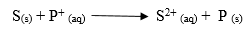 S(s) + P⁺ (aq) ⟶ S²⁺ (aq) + P (s)